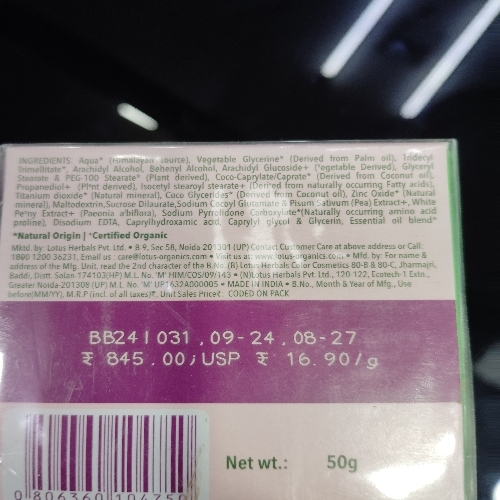 INGREDIENTS: Aqua* (Himalayan source), Vegetable Glycerine* (Derived from Palm oil), Tridecyl
Trimellitate*, Arachidyl Alcohol, Behenyl Alcohol, Arachidyl Glucoside+ (Vegetable Derived), Glyceryl
Stearate & PEG-100 Stearate* (Plant derived), Coco-Caprylate/Caprate* (Derived from Coconut oil),
Propanediol+ (Plant derived), Isocetyl stearoyl stearate+ (Derived from naturally occurring Fatty acids),
Titanium dioxide* (Natural mineral), Coco Glycerides* (Derived from Coconut oil), Zinc Oxide* (Natural
mineral), Maltodextrin, Sucrose Dilaurate, Sodium Cocoyl Glutamate & Pisum Sativum (Pea) Extract+, White
Peony Extract+ (Paeonia albiflora), Sodium Pyrrolidone Carboxylate*(Naturally occurring amino
proline), Disodium EDTA, Caprylhydroxamic acid, Caprylyl glycol & Glycerin, Essential oil blend*
*Natural Origin | +Certified Organic
Mktd. by: Lotus Herbals Pvt. Ltd. • B 9, Sec 58, Noida-201301 (UP) Contact Customer Care at above address or Call:
1800 1200 36231, Email us : care@lotus-organics.com • Visit us at: www.lotus-organics.com • Mfd. by: For name &
address of the Mfg. Unit, read the 2nd character of the B.No. (B) Lotus Herbals Color Cosmetics 80-B & 80-C, Jharmajri,
Baddi, Distt. Solan-174103(HP) M.L. No. 'M' HIM/COS/09/143 • (N) Lotus Herbals Pvt. Ltd., 120-122, Ecotech-1 Extn.,
Greater Noida-201308 (UP) M.L. No. 'M' UP1632A000005 • MADE IN INDIA • B.No., Month & Year of Mfg., Use
before(MM/YY), M.R.P (incl. of all taxes)₹, Unit Sales Price₹: CODED ON PACK
BB241031,09-24,08-27
₹ 845.00;USP ₹ 16.90/g
Net wt.: 50g
0 806360 104750